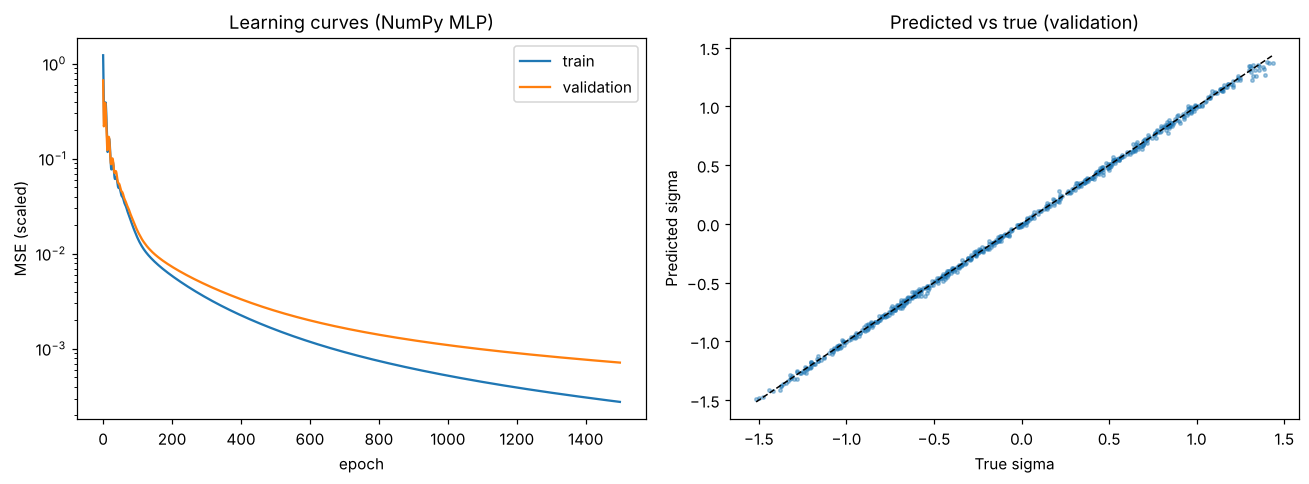 Learning curves (NumPy MLP)
train
validation
10⁰
10⁻¹
10⁻²
10⁻³
MSE (scaled)
0 200 400 600 800 1000 1200 1400
epoch
Predicted vs true (validation)
1.5
1.0
0.5
0.0
−0.5
−1.0
−1.5
Predicted sigma
−1.5 −1.0 −0.5 0.0 0.5 1.0 1.5
True sigma